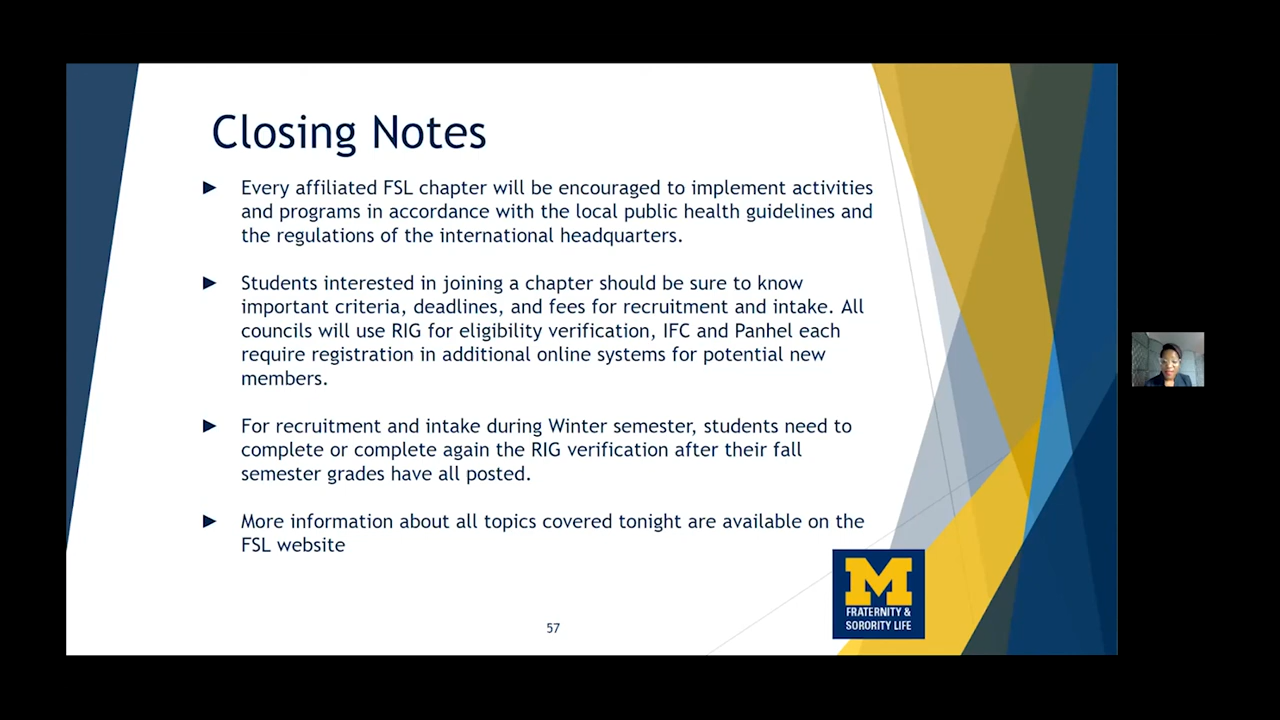 Closing Notes
► Every affiliated FSL chapter will be encouraged to implement activities
and programs in accordance with the local public health guidelines and
the regulations of the international headquarters.
► Students interested in joining a chapter should be sure to know
important criteria, deadlines, and fees for recruitment and intake. All
councils will use RIG for eligibility verification, IFC and Panhel each
require registration in additional online systems for potential new
members.
► For recruitment and intake during Winter semester, students need to
complete or complete again the RIG verification after their fall
semester grades have all posted.
► More information about all topics covered tonight are available on the
FSL website
M
FRATERNITY &
SORORITY LIFE
57